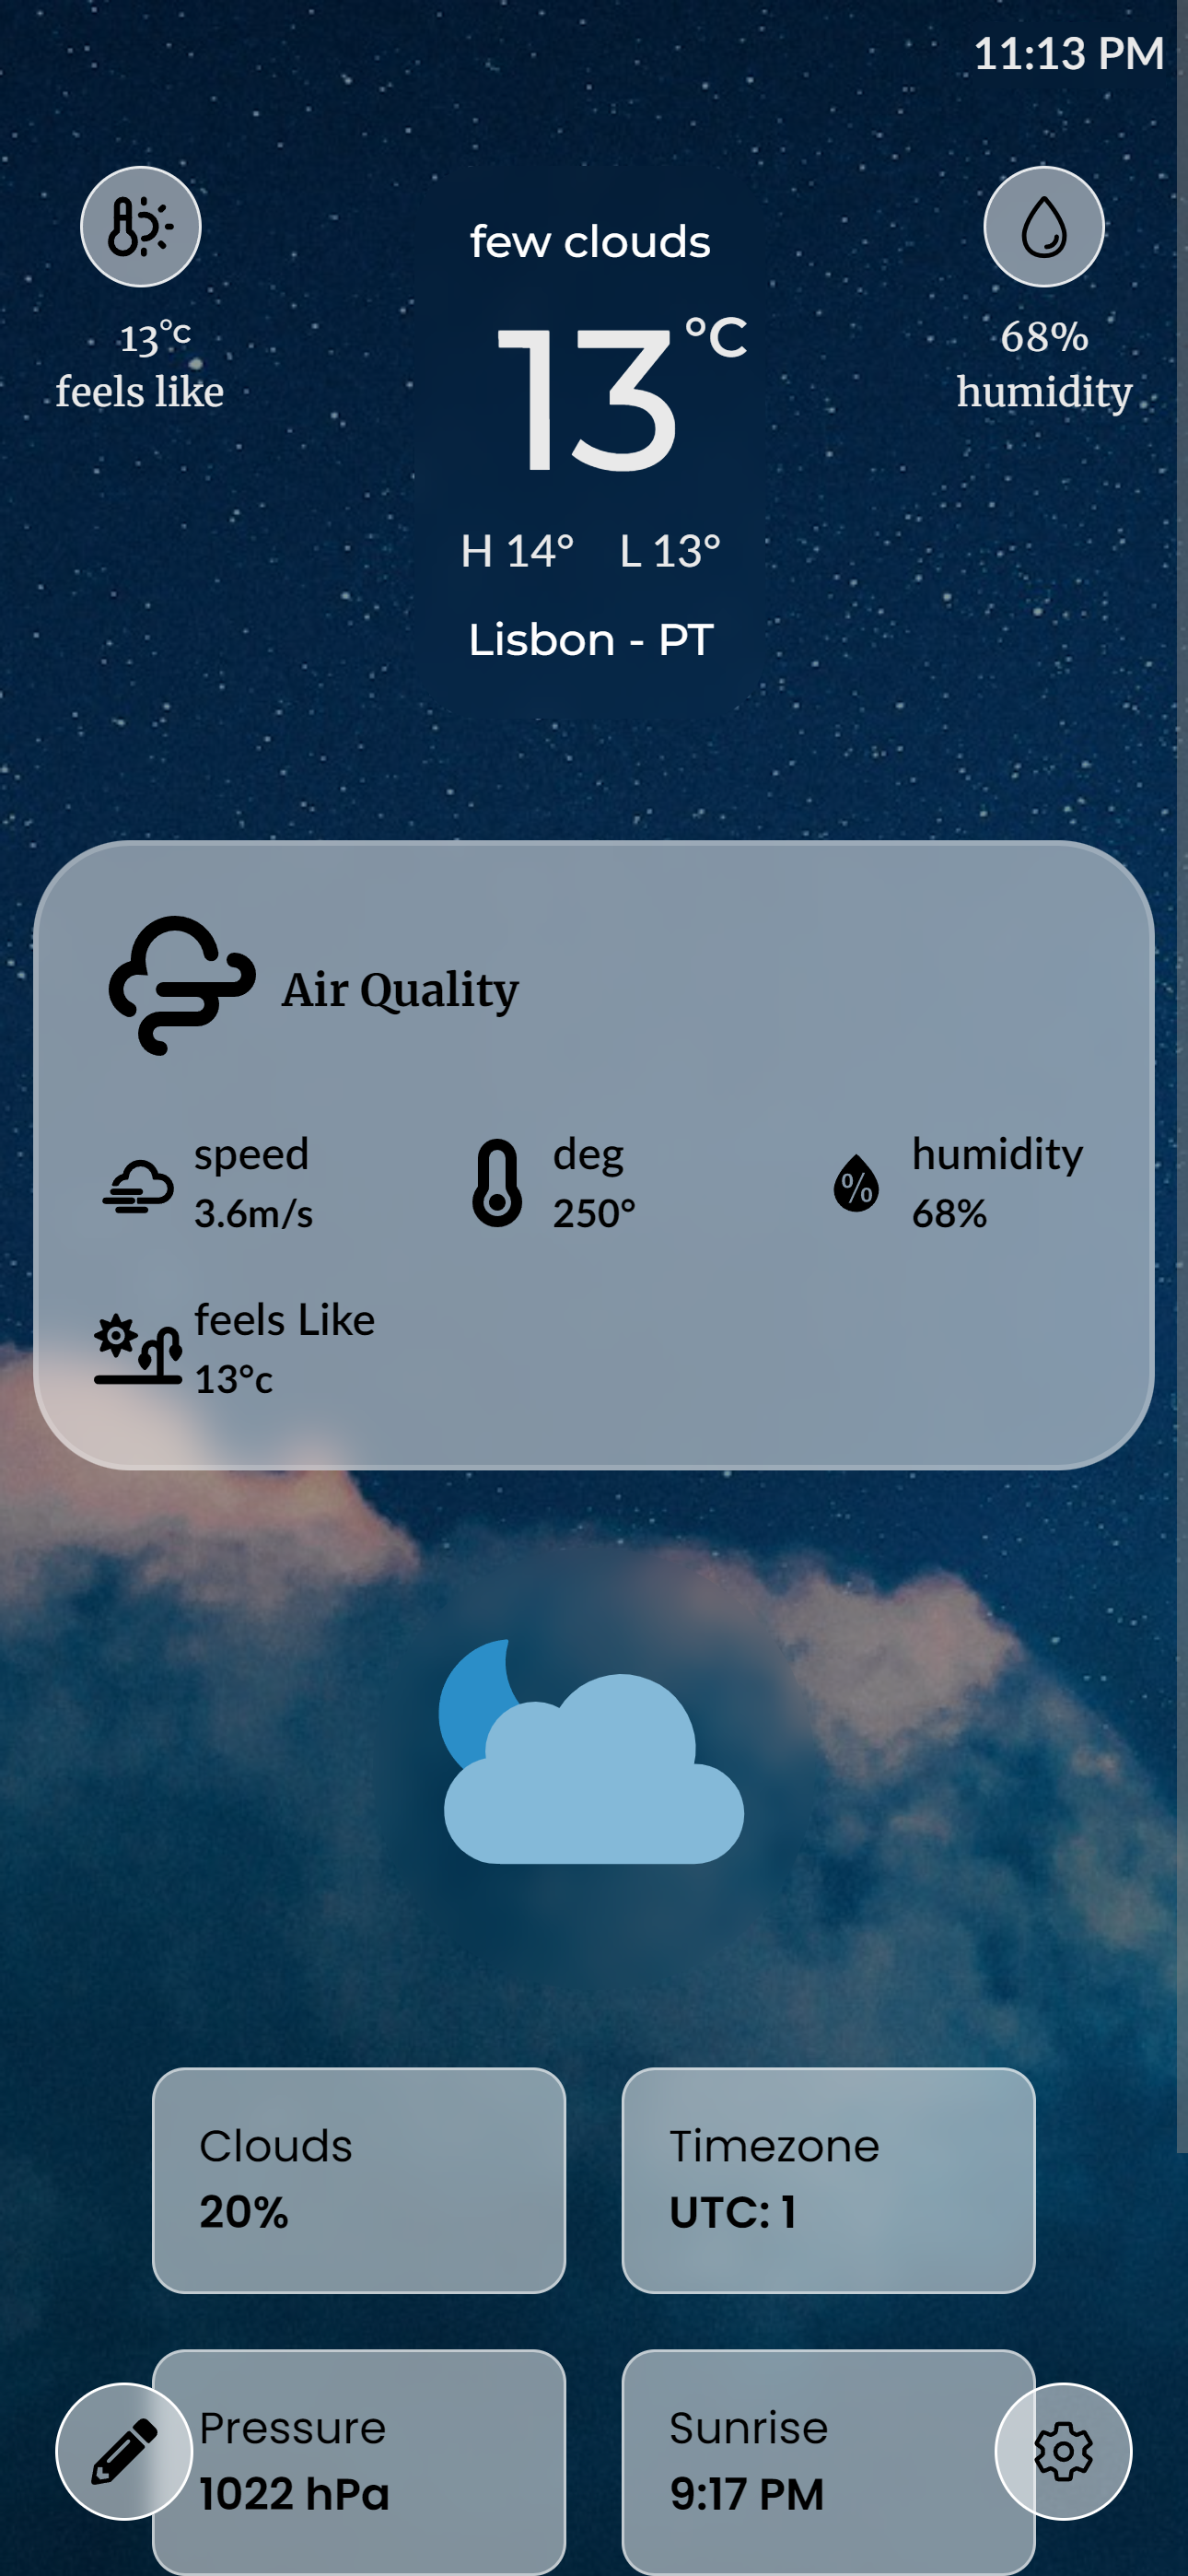 11:13 PM
few clouds
13°C
feels like
13°C
H 14° L 13°
Lisbon - PT
68%
humidity
Air Quality
speed
3.6m/s
deg
250°
humidity
68%
feels Like
13°c
Clouds
20%
Timezone
UTC: 1
Pressure
1022 hPa
Sunrise
9:17 PM